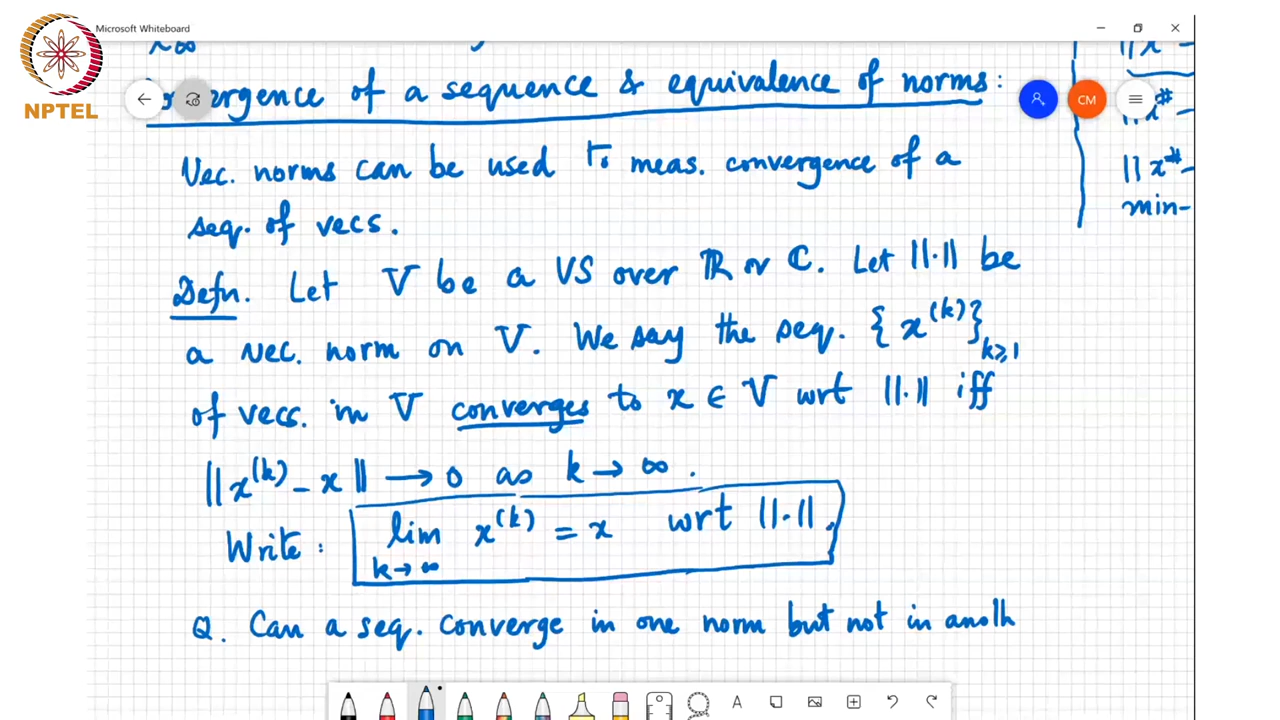 Microsoft Whiteboard
NPTEL
Convergence of a sequence & equivalence of norms:
CM
Vec. norms can be used to meas. convergence of a
seq. of vecs.
Defn. Let V be a VS over ℝ or ℂ. Let ||·|| be
a vec. norm on V. We say the seq. {x^(k)}_k≥1
of vecs. in V converges to x ∈ V wrt ||·|| iff
||x^(k) - x|| → 0 as k → ∞.
Write: lim_k→∞ x^(k) = x wrt ||·||.
Q. Can a seq. converge in one norm but not in anoth
||x -
||x# -
||x# -
min-